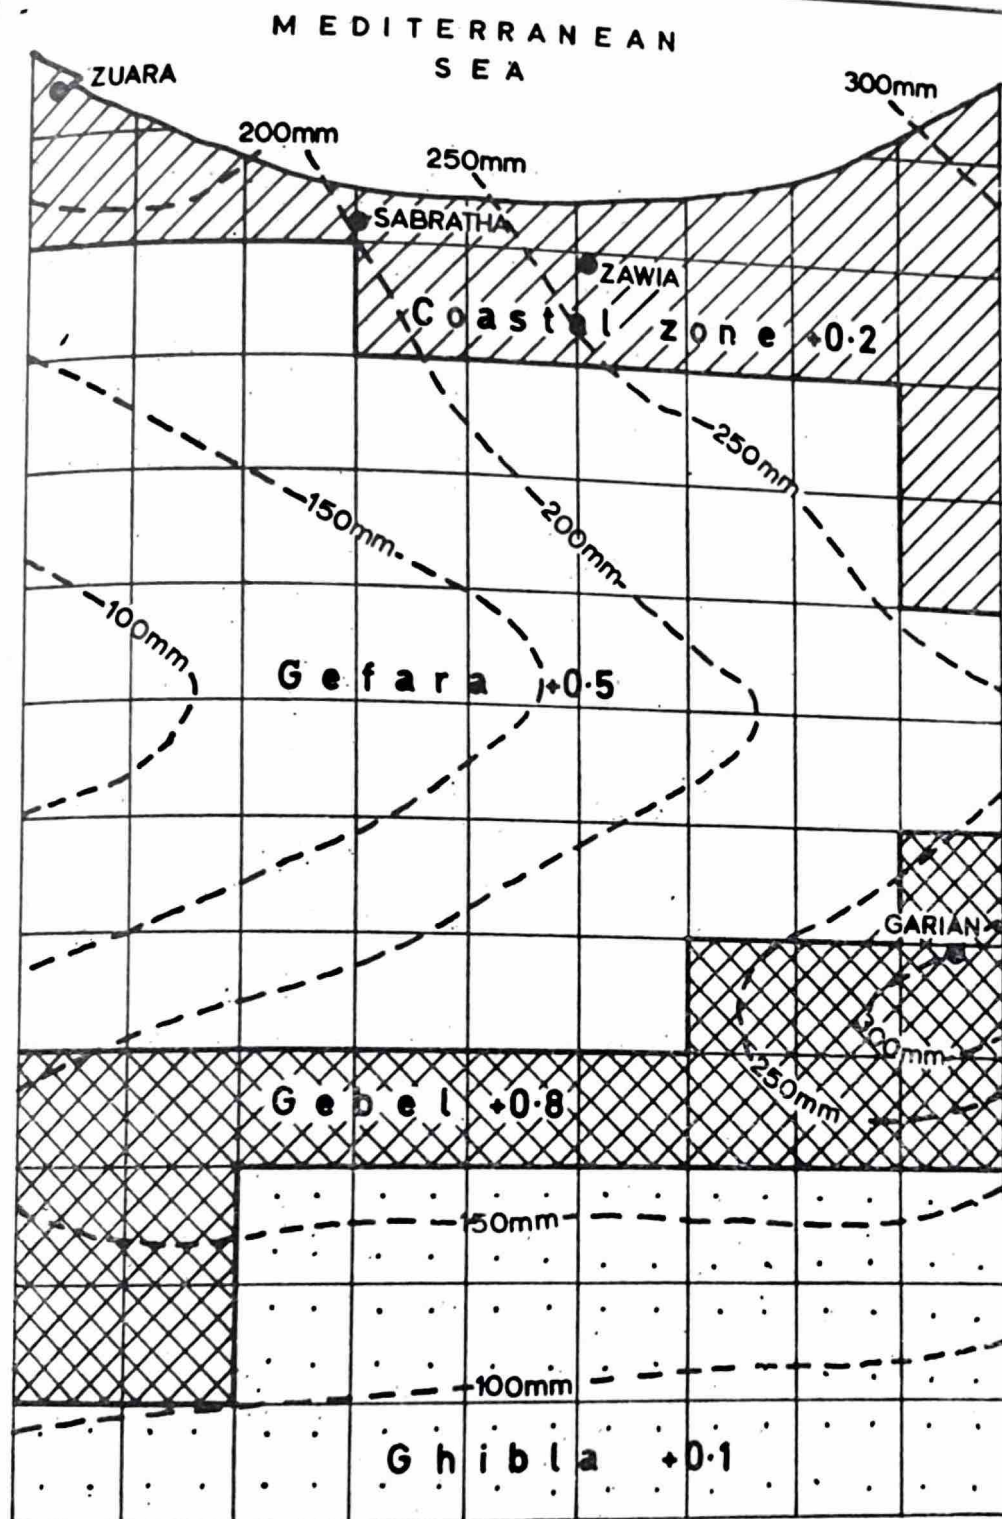 MEDITERRANEAN
SEA
ZUARA
300mm
200mm
250mm
SABRATHA
ZAWIA
Coastal zone +0.2
250mm
150mm
200mm
100mm
Gefara +0.5
GARIAN
300mm
250mm
Gebel +0.8
150mm
100mm
Ghibla +0.1